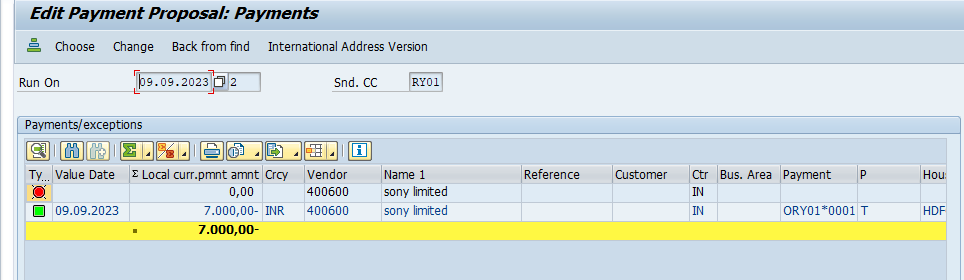 Edit Payment Proposal: Payments
Choose Change Back from find International Address Version
Run On 09.09.2023 2 Snd. CC RY01
Payments/exceptions
Ty... Value Date Σ Local curr.pmnt amnt Crcy Vendor Name 1 Reference Customer Ctr Bus. Area Payment P Hou
0,00 400600 sony limited IN
09.09.2023 7.000,00- INR 400600 sony limited IN ORY01*0001 T HDF
7.000,00-